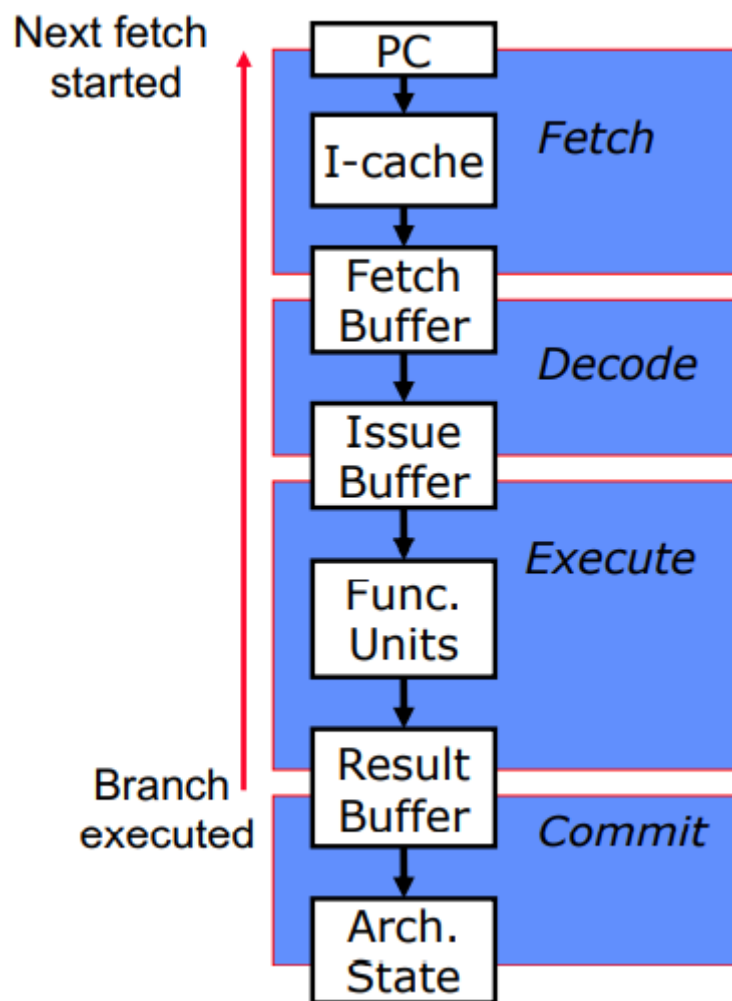 Next fetch
started
PC
Fetch
I-cache
Fetch
Buffer
Decode
Issue
Buffer
Execute
Func.
Units
Result
Buffer
Branch
executed
Commit
Arch.
State